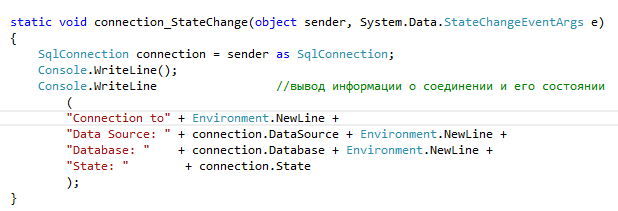 static void connection_StateChange(object sender, System.Data.StateChangeEventArgs e)
{
    SqlConnection connection = sender as SqlConnection;
    Console.WriteLine();
    Console.WriteLine                 //вывод информации о соединении и его состоянии
        (
        "Connection to" + Environment.NewLine +
        "Data Source: " + connection.DataSource + Environment.NewLine +
        "Database: "    + connection.Database + Environment.NewLine +
        "State: "        + connection.State
        );
}